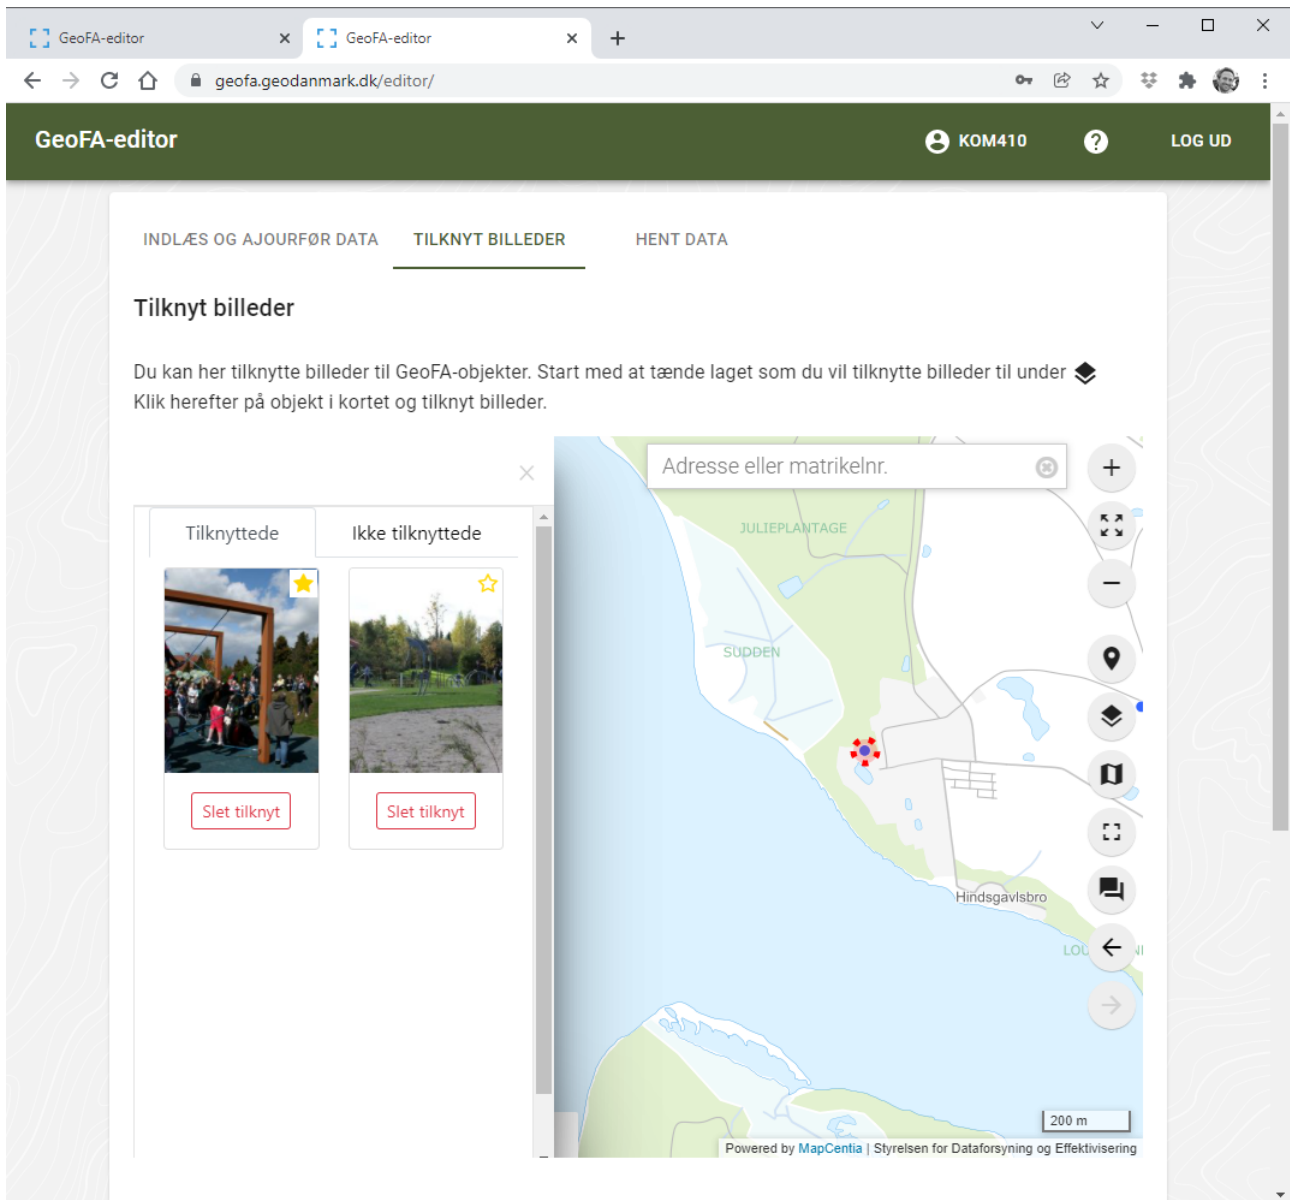 GeoFA-editor
GeoFA-editor
geofa.geodanmark.dk/editor/
GeoFA-editor
KOM410
LOG UD
INDLÆS OG AJOURFØR DATA
TILKNYT BILLEDER
HENT DATA
Tilknyt billeder
Du kan her tilknytte billeder til GeoFA-objekter. Start med at tænde laget som du vil tilknytte billeder til under
Klik herefter på objekt i kortet og tilknyt billeder.
Adresse eller matrikelnr.
Tilknyttede
Ikke tilknyttede
JULIEPLANTAGE
SUDDEN
Slet tilknyt
Slet tilknyt
Hindsgavlsbro
200 m
Powered by MapCentia | Styrelsen for Dataforsyning og Effektivisering